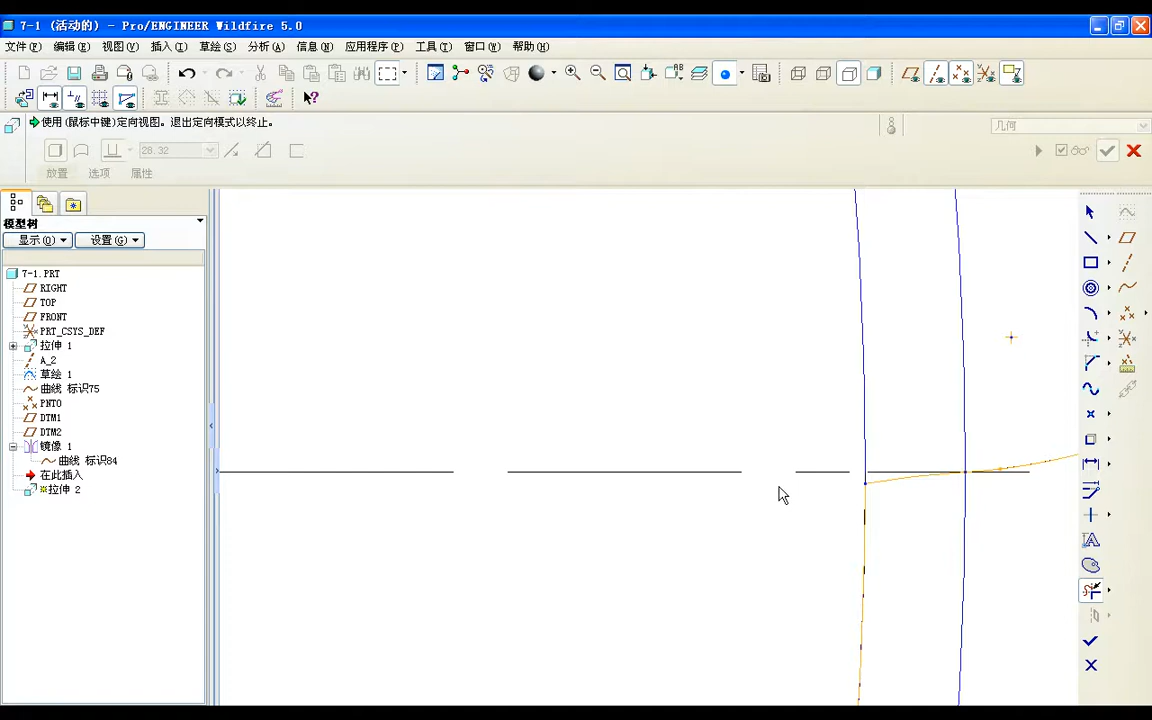 7-1 (活动的) - Pro/ENGINEER Wildfire 5.0
文件(F) 编辑(E) 视图(V) 插入(I) 草绘(S) 分析(A) 信息(N) 应用程序(P) 工具(T) 窗口(W) 帮助(H)
使用(鼠标中键)定向视图。退出定向模式以终止。
几何
28.32
放置 选项 属性
模型树
显示(O) 设置(G)
7-1.PRT
RIGHT
TOP
FRONT
PRT_CSYS_DEF
拉伸 1
A_2
草绘 1
曲线 标识75
PNT0
DTM1
DTM2
镜像 1
曲线 标识84
在此插入
拉伸 2